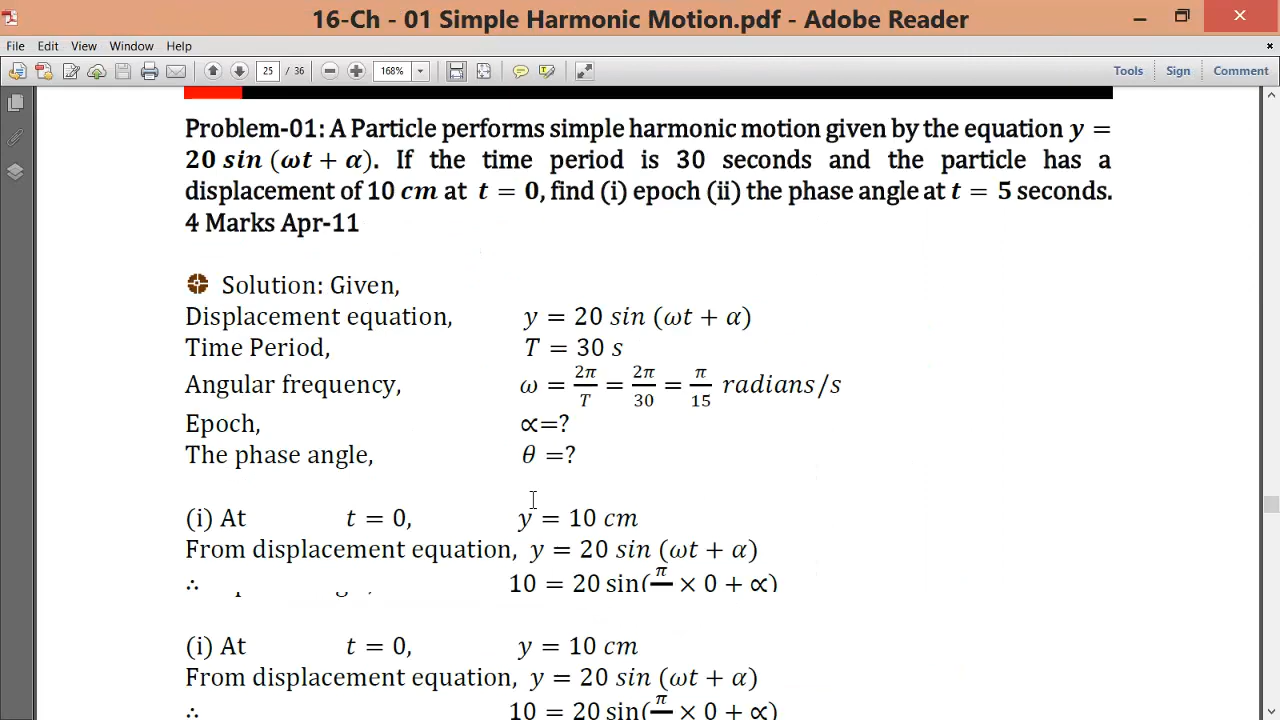 16-Ch - 01 Simple Harmonic Motion.pdf - Adobe Reader
File Edit View Window Help
25 / 36 168% Tools Sign Comment
Problem-01: A Particle performs simple harmonic motion given by the equation y =
20 sin (ωt + α). If the time period is 30 seconds and the particle has a
displacement of 10 cm at t = 0, find (i) epoch (ii) the phase angle at t = 5 seconds.
4 Marks Apr-11
Solution: Given,
Displacement equation, y = 20 sin (ωt + α)
Time Period, T = 30 s
Angular frequency, ω = 2π/T = 2π/30 = π/15 radians/s
Epoch, ∝=?
The phase angle, θ =?
(i) At t = 0, y = 10 cm
From displacement equation, y = 20 sin (ωt + α)
∴ 10 = 20 sin(π × 0 + ∝)
(i) At t = 0, y = 10 cm
From displacement equation, y = 20 sin (ωt + α)
∴ 10 = 20 sin(π × 0 + ∝)